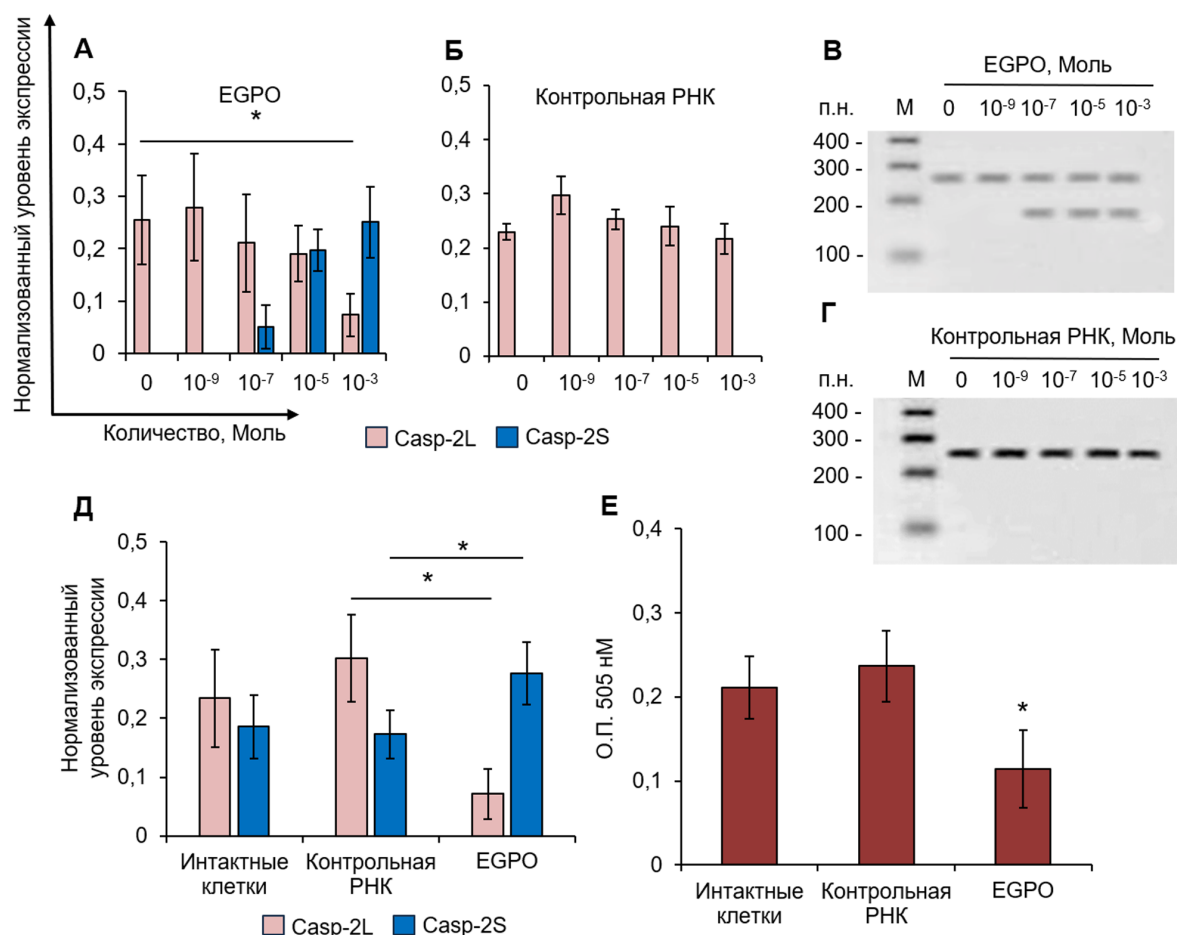 А
Нормализованный уровень экспрессии
EGPO
*
0,5
0,4
0,3
0,2
0,1
0
0 10⁻⁹ 10⁻⁷ 10⁻⁵ 10⁻³
Количество, Моль
Б
Контрольная РНК
0,5
0,4
0,3
0,2
0,1
0
0 10⁻⁹ 10⁻⁷ 10⁻⁵ 10⁻³
Casp-2L Casp-2S
В
EGPO, Моль
п.н. М 0 10⁻⁹ 10⁻⁷ 10⁻⁵ 10⁻³
400 -
300 -
200 -
100 -
Г
Контрольная РНК, Моль
п.н. М 0 10⁻⁹ 10⁻⁷ 10⁻⁵ 10⁻³
400 -
300 -
200 -
100 -
Д
Нормализованный
уровень экспрессии
0,5
0,4
0,3
0,2
0,1
0
*
*
Интактные
клетки
Контрольная
РНК
EGPO
Casp-2L Casp-2S
Е
О.П. 505 нМ
0,4
0,3
0,2
0,1
0
*
Интактные
клетки
Контрольная
РНК
EGPO